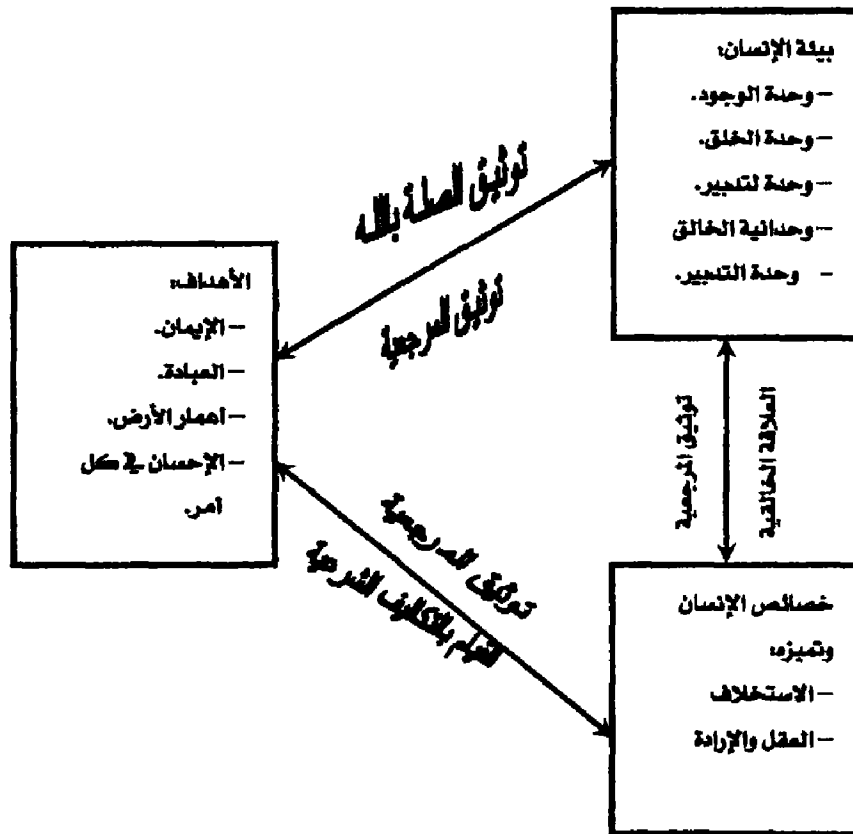 بيئة الإنسان:
– وحدة الوجود.
– وحدة الخلق.
– وحدة لتدبير.
– وحدانية الخالق
– وحدة التدبير.
توثيق الصلة بالله
توثيق المرجعية
الأهداف:
– الإيمان.
– العبادة.
– اعمار الأرض.
– الإحسان في كل
أمر.
توثيق المرجعية
العلاقة الخالقية
توثيق المرجعية
القيام بالتكاليف الشرعية
خصائص الإنسان
وتميزه:
– الاستخلاف
– العقل والإرادة